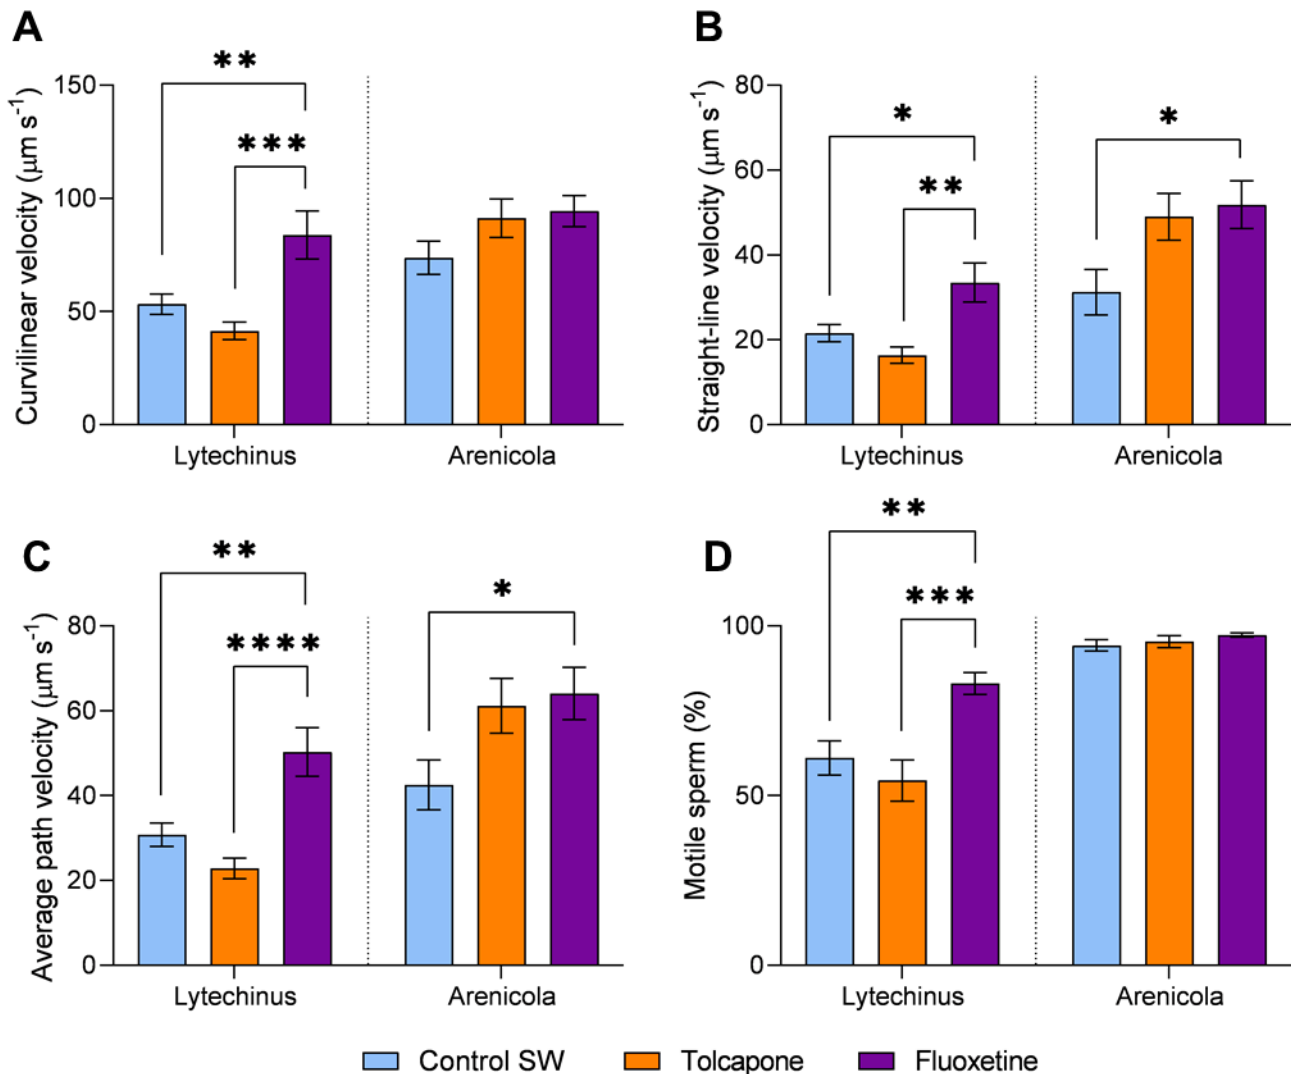 A
Curvilinear velocity (µm s⁻¹)
150
100
50
0
**
***
Lytechinus
Arenicola
B
Straight-line velocity (µm s⁻¹)
80
60
40
20
0
*
**
*
Lytechinus
Arenicola
C
Average path velocity (µm s⁻¹)
80
60
40
20
0
**
****
*
Lytechinus
Arenicola
D
Motile sperm (%)
100
50
0
**
***
Lytechinus
Arenicola
Control SW Tolcapone Fluoxetine